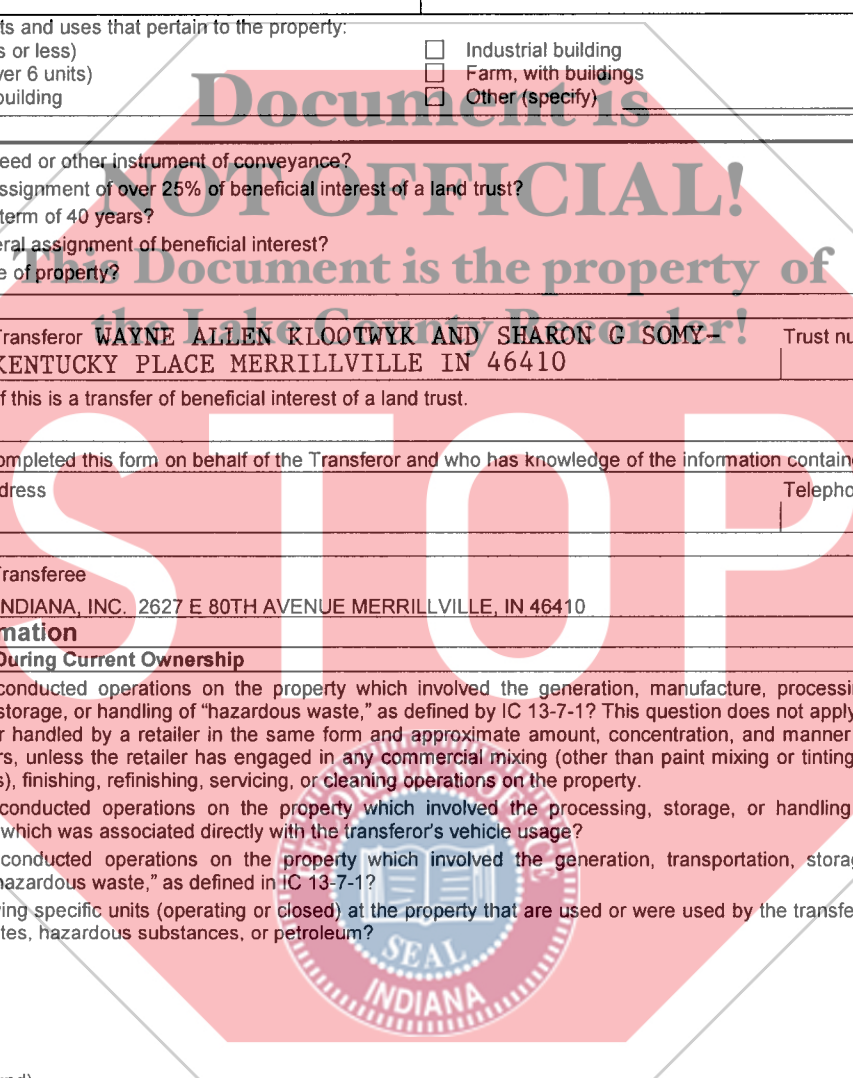 ts and uses that pertain to the property:
s or less)
Industrial building
ver 6 units)
Farm, with buildings
building
Other (specify)
Document is
eed or other instrument of conveyance?
NOT OFFICIAL!
ssignment of over 25% of beneficial interest of a land trust?
term of 40 years?
eral assignment of beneficial interest?
e of property?
This Document is the property of
the Lake County Recorder!
Transferor WAYNE ALLEN KLOOTWYK AND SHARON G SOMY-
Trust nu
KENTUCKY PLACE MERRILLVILLE IN 46410
f this is a transfer of beneficial interest of a land trust.
STOP
ompleted this form on behalf of the Transferor and who has knowledge of the information contain
dress
Telepho
Transferee
INDIANA, INC. 2627 E 80TH AVENUE MERRILLVILLE, IN 46410
mation
During Current Ownership
conducted operations on the property which involved the generation, manufacture, processi
storage, or handling of "hazardous waste," as defined by IC 13-7-1? This question does not apply
r handled by a retailer in the same form and approximate amount, concentration, and manner
rs, unless the retailer has engaged in any commercial mixing (other than paint mixing or tinting
s), finishing, refinishing, servicing, or cleaning operations on the property.
conducted operations on the property which involved the processing, storage, or handling
which was associated directly with the transferor's vehicle usage?
conducted operations on the property which involved the generation, transportation, storag
hazardous waste," as defined in IC 13-7-1?
ving specific units (operating or closed) at the property that are used or were used by the transfe
tes, hazardous substances, or petroleum?
SEAL
INDIANA